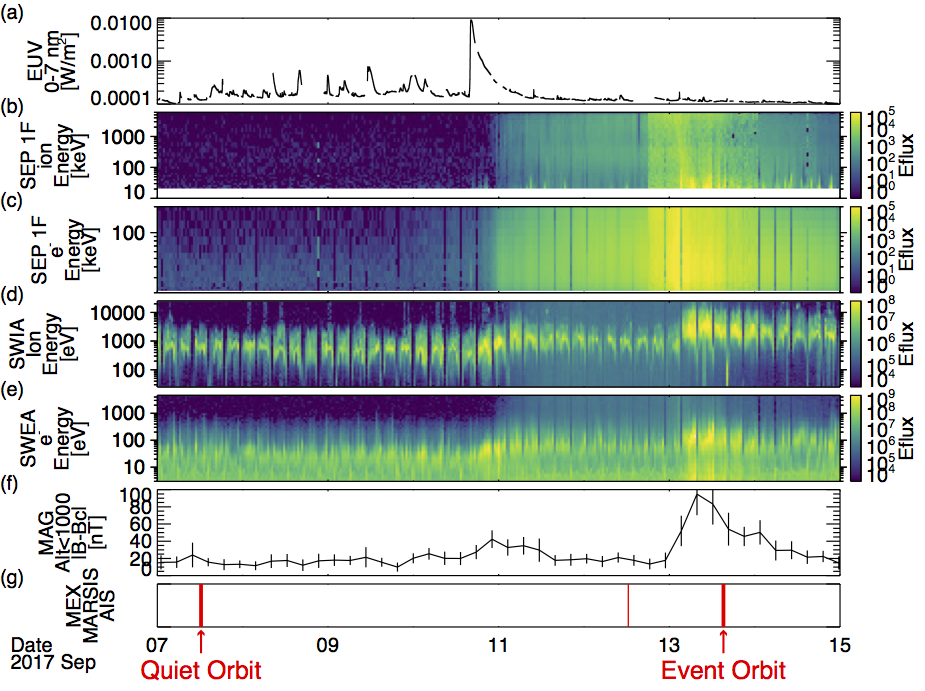 (a)
EUV
0-7 nm
[W/m²]
0.0100
0.0010
0.0001
(b)
SEP 1F
ion
Energy
[keV]
1000
100
10
10⁵
10⁴
10³
10²
10¹
10⁰
Eflux
(c)
SEP 1F
e⁻
Energy
[keV]
100
10⁵
10⁴
10³
10²
10¹
10⁰
Eflux
(d)
SWIA
Ion
Energy
[eV]
10000
1000
100
10⁸
10⁷
10⁶
10⁵
10⁴
Eflux
(e)
SWEA
e⁻
Energy
[eV]
1000
100
10
10⁹
10⁸
10⁷
10⁶
10⁵
10⁴
Eflux
(f)
MAG
Alt<1000
|B-Bcl
[nT]
100
80
60
40
20
0
(g)
MEX
MARSIS
AIS
07 09 11 13 15
Date
2017 Sep
Quiet Orbit
Event Orbit